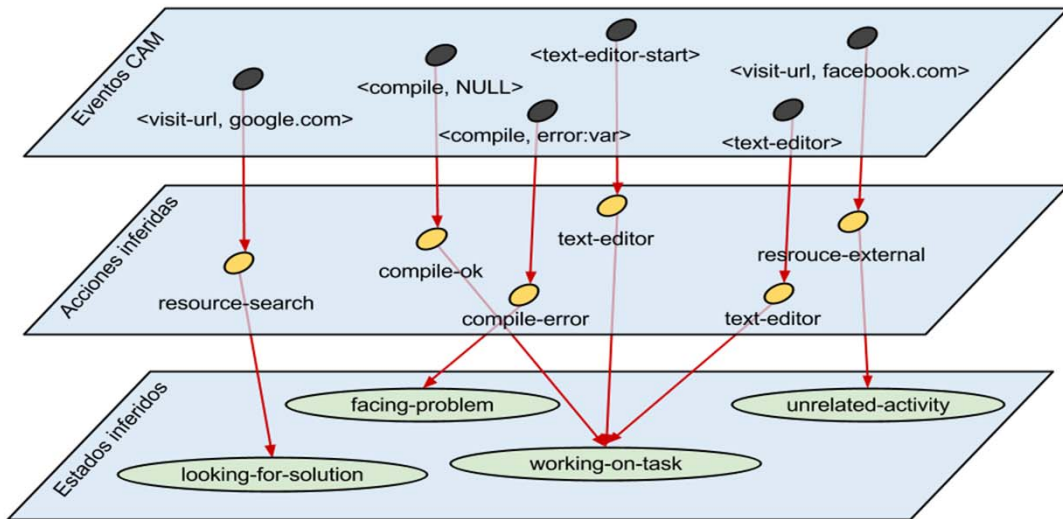 Eventos CAM
<text-editor-start>
<visit-url, facebook.com>
<compile, NULL>
<visit-url, google.com>
<compile, error:var>
<text-editor>
Acciones inferidas
text-editor
resrouce-external
compile-ok
resource-search
compile-error
text-editor
Estados inferidos
facing-problem
unrelated-activity
looking-for-solution
working-on-task